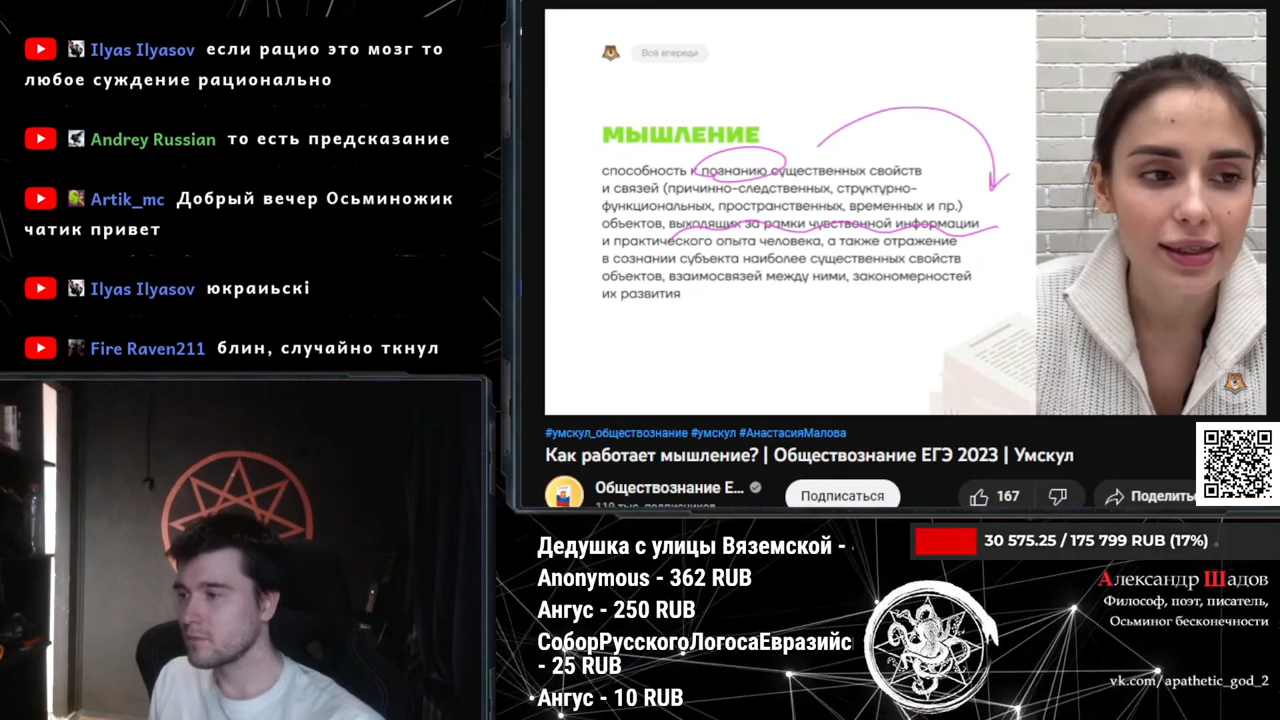 Ilyas Ilyasov если рацио это мозг то
любое суждение рационально
Andrey Russian то есть предсказание
Artik_mc Добрый вечер Осьминожик
чатик привет
Ilyas Ilyasov юкраиньскі
Fire Raven211 блин, случайно ткнул
Всё впереди
МЫШЛЕНИЕ
способность к познанию существенных свойств
и связей (причинно-следственных, структурно-
функциональных, пространственных, временных и пр.)
объектов, выходящих за рамки чувственной информации
и практического опыта человека, а также отражение
в сознании субъекта наиболее существенных свойств
объектов, взаимосвязей между ними, закономерностей
их развития
#умскул_обществознание #умскул #АнастасияМалова
Как работает мышление? | Обществознание ЕГЭ 2023 | Умскул
Обществознание Е...
Подписаться
167
Поделить
Дедушка с улицы Вяземской -
Anonymous - 362 RUB
Ангус - 250 RUB
СоборРусскогоЛогосаЕвразийс
- 25 RUB
Ангус - 10 RUB
30 575.25 / 175 799 RUB (17%)
Александр Шадов
Философ, поэт, писатель,
Осьминог бесконечности
vk.com/apathetic_god_2